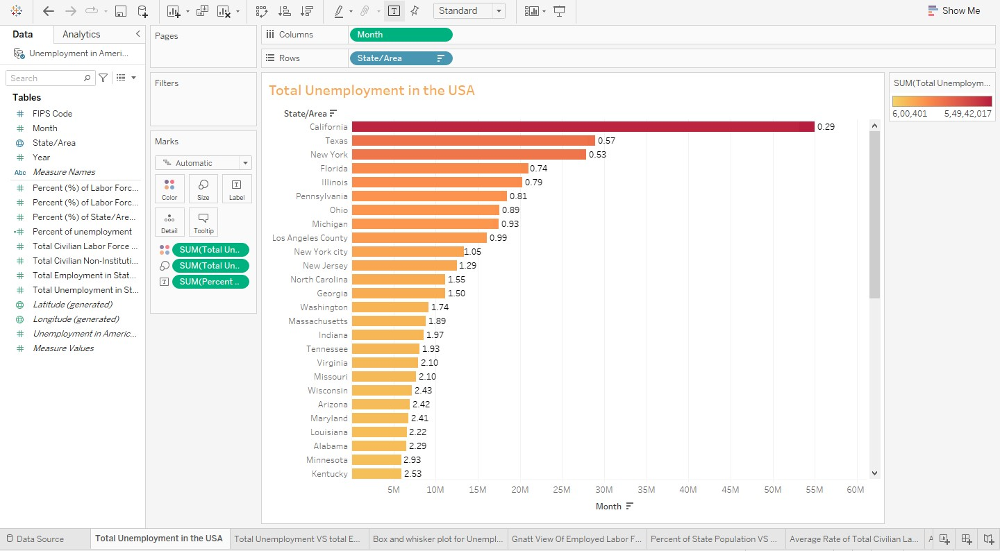 Standard
Show Me
Data
Analytics
Unemployment in Ameri...
Search
Tables
FIPS Code
Month
State/Area
Year
Abc Measure Names
Percent (%) of Labor Forc...
Percent (%) of Labor Forc...
Percent (%) of State/Are...
Percent of unemployment
Total Civilian Labor Force ...
Total Civilian Non-Instituti...
Total Employment in Stat...
Total Unemployment in St...
Latitude (generated)
Longitude (generated)
Unemployment in Americ...
Measure Values
Pages
Filters
Marks
Automatic
Color
Size
Label
Detail
Tooltip
SUM(Total Un..
SUM(Total Un..
SUM(Percent ..
Columns
Month
Rows
State/Area
Total Unemployment in the USA
State/Area
California 0.29
Texas 0.57
New York 0.53
Florida 0.74
Illinois 0.79
Pennsylvania 0.81
Ohio 0.89
Michigan 0.93
Los Angeles County 0.99
New York city 1.05
New Jersey 1.29
North Carolina 1.55
Georgia 1.50
Washington 1.74
Massachusetts 1.89
Indiana 1.97
Tennessee 1.93
Virginia 2.10
Missouri 2.10
Wisconsin 2.43
Arizona 2.42
Maryland 2.41
Louisiana 2.22
Alabama 2.29
Minnesota 2.93
Kentucky 2.53
5M 10M 15M 20M 25M 30M 35M 40M 45M 50M 55M 60M
Month
SUM(Total Unemploym...
6,00,401 5,49,42,017
Data Source
Total Unemployment in the USA
Total Unemployment VS total E...
Box and whisker plot for Unempl...
Gnatt View Of Employed Labor F...
Percent of State Population VS ...
Average Rate of Total Civilian La...